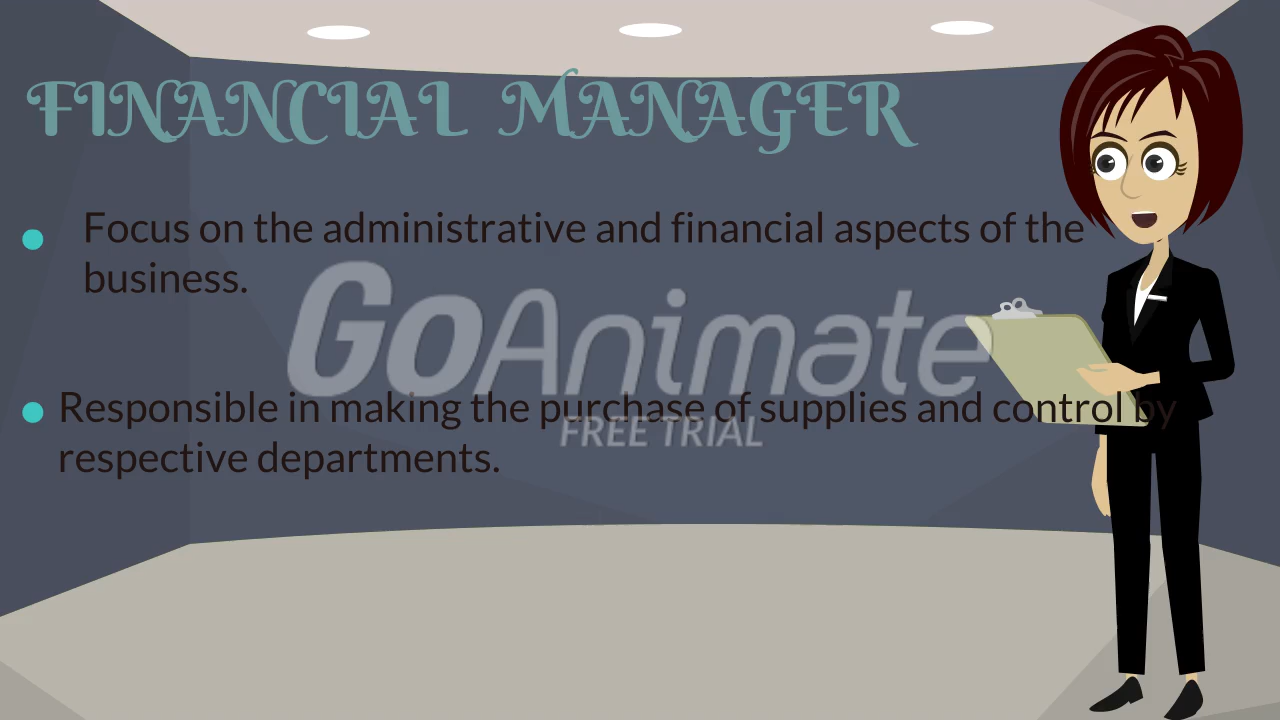 FINANCIAL MANAGER
Focus on the administrative and financial aspects of the
business.
GoAnimate
Responsible in making the purchase of supplies and control by
FREE TRIAL
respective departments.